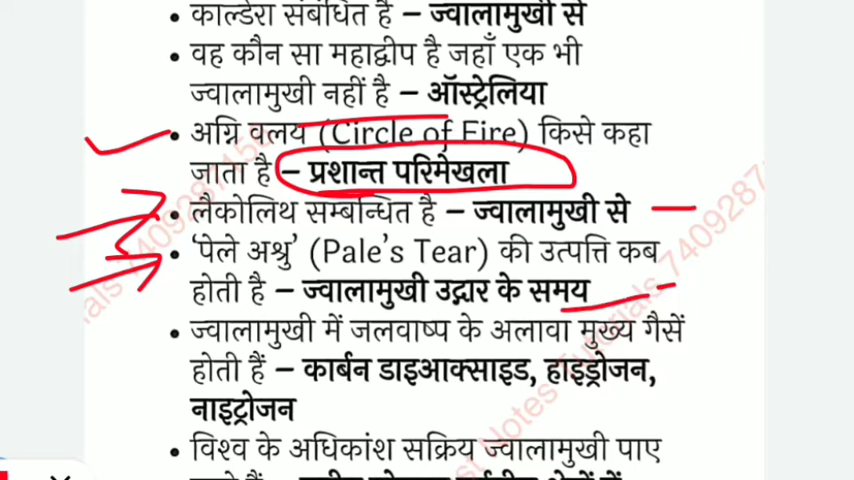 • काल्डेरा संबंधित है – ज्वालामुखी से
• वह कौन सा महाद्वीप है जहाँ एक भी
ज्वालामुखी नहीं है – ऑस्ट्रेलिया
• अग्नि वलय (Circle of Fire) किसे कहा
जाता है – प्रशान्त परिमेखला
• लैकोलिथ सम्बन्धित है – ज्वालामुखी से
• ‘पेले अश्रु’ (Pale’s Tear) की उत्पत्ति कब
होती है – ज्वालामुखी उद्गार के समय
• ज्वालामुखी में जलवाष्प के अलावा मुख्य गैसें
होती हैं – कार्बन डाइआक्साइड, हाइड्रोजन,
नाइट्रोजन
• विश्व के अधिकांश सक्रिय ज्वालामुखी पाए